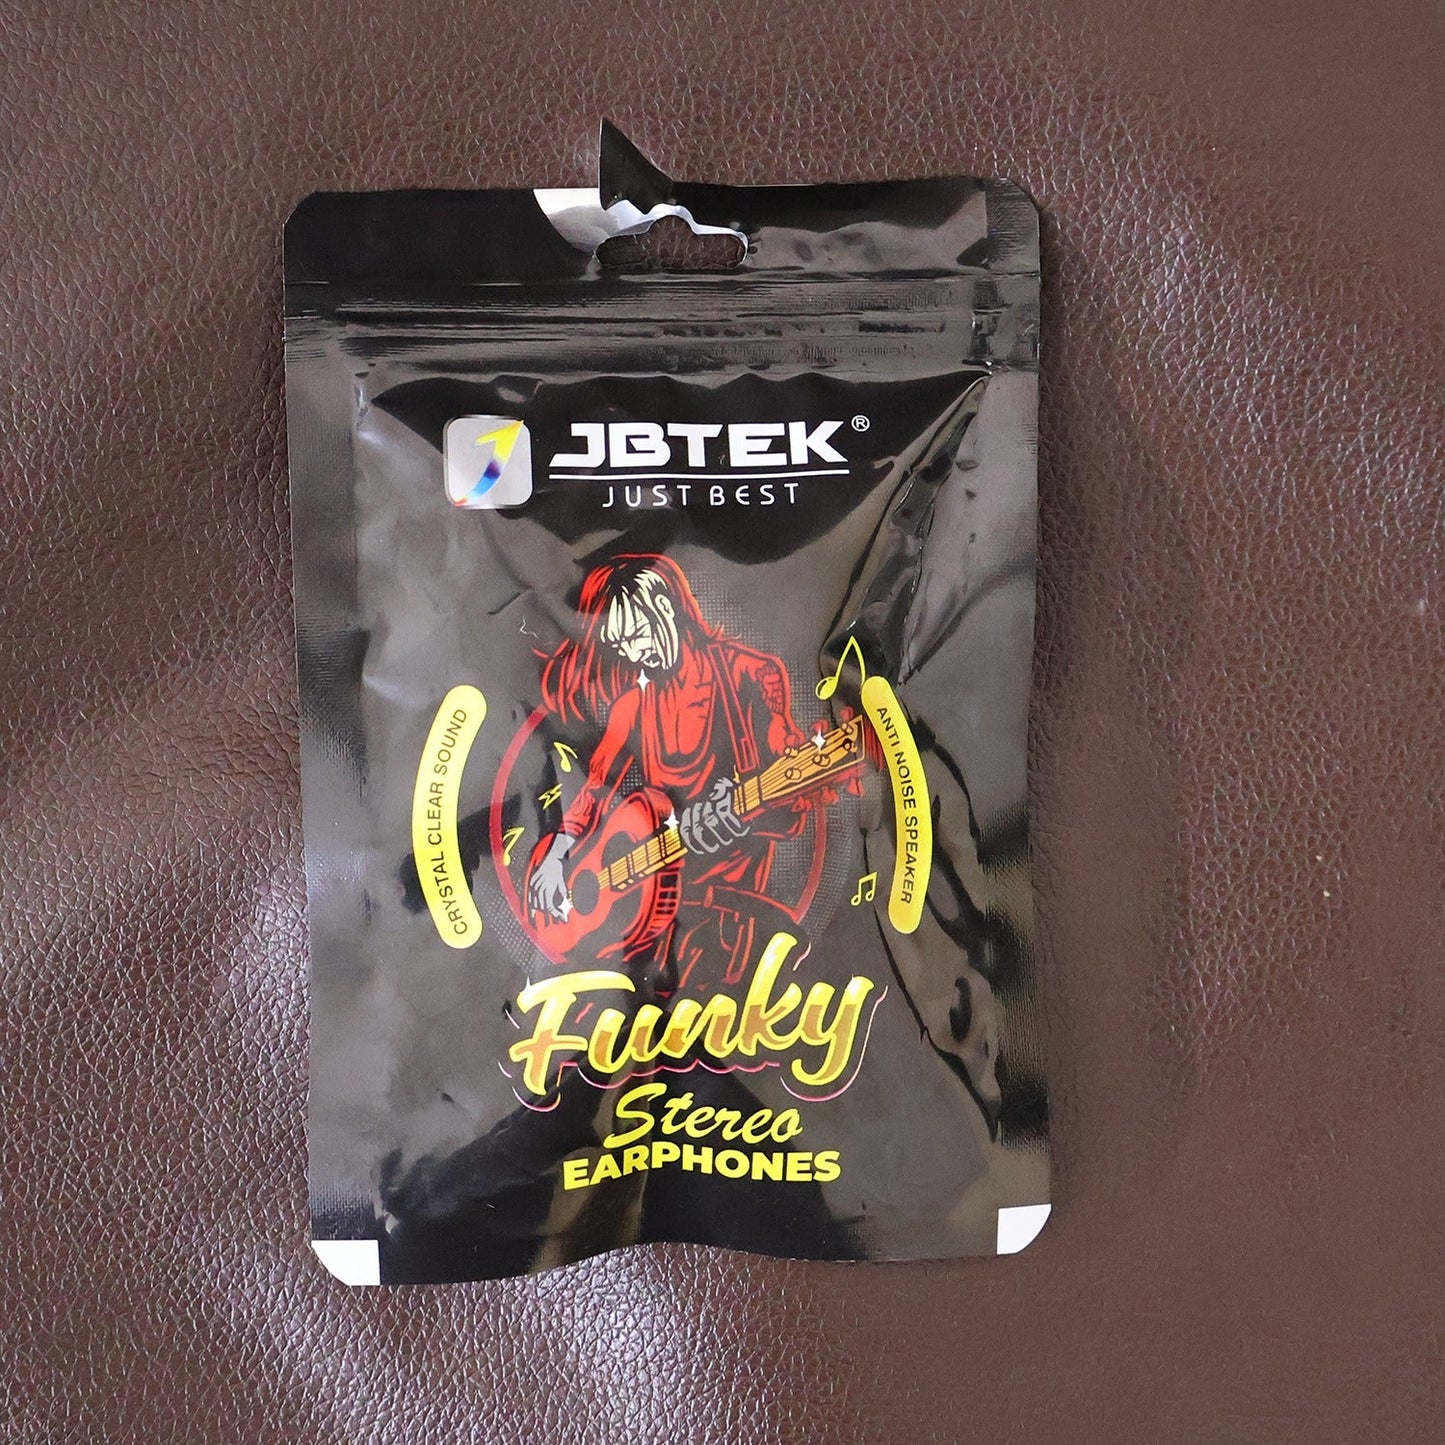 JBTEK®
JUST BEST
CRYSTAL CLEAR SOUND
ANTI NOISE SPEAKER
Funky
Stereo
EARPHONES